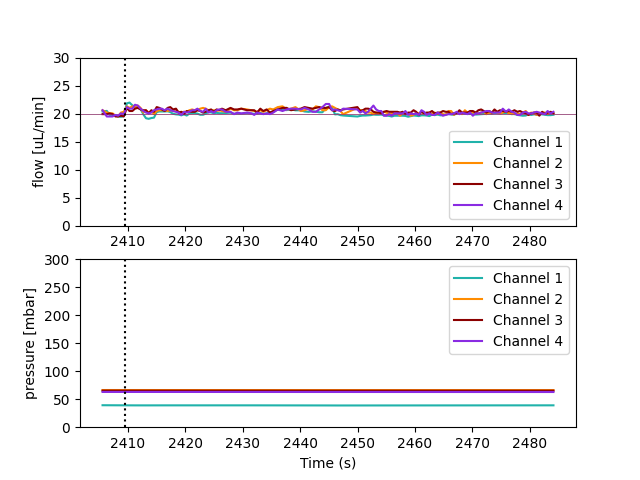 30
25
20
15
10
5
0
flow [uL/min]
Channel 1
Channel 2
Channel 3
Channel 4
2410 2420 2430 2440 2450 2460 2470 2480
300
250
200
150
100
50
0
pressure [mbar]
Channel 1
Channel 2
Channel 3
Channel 4
2410 2420 2430 2440 2450 2460 2470 2480
Time (s)